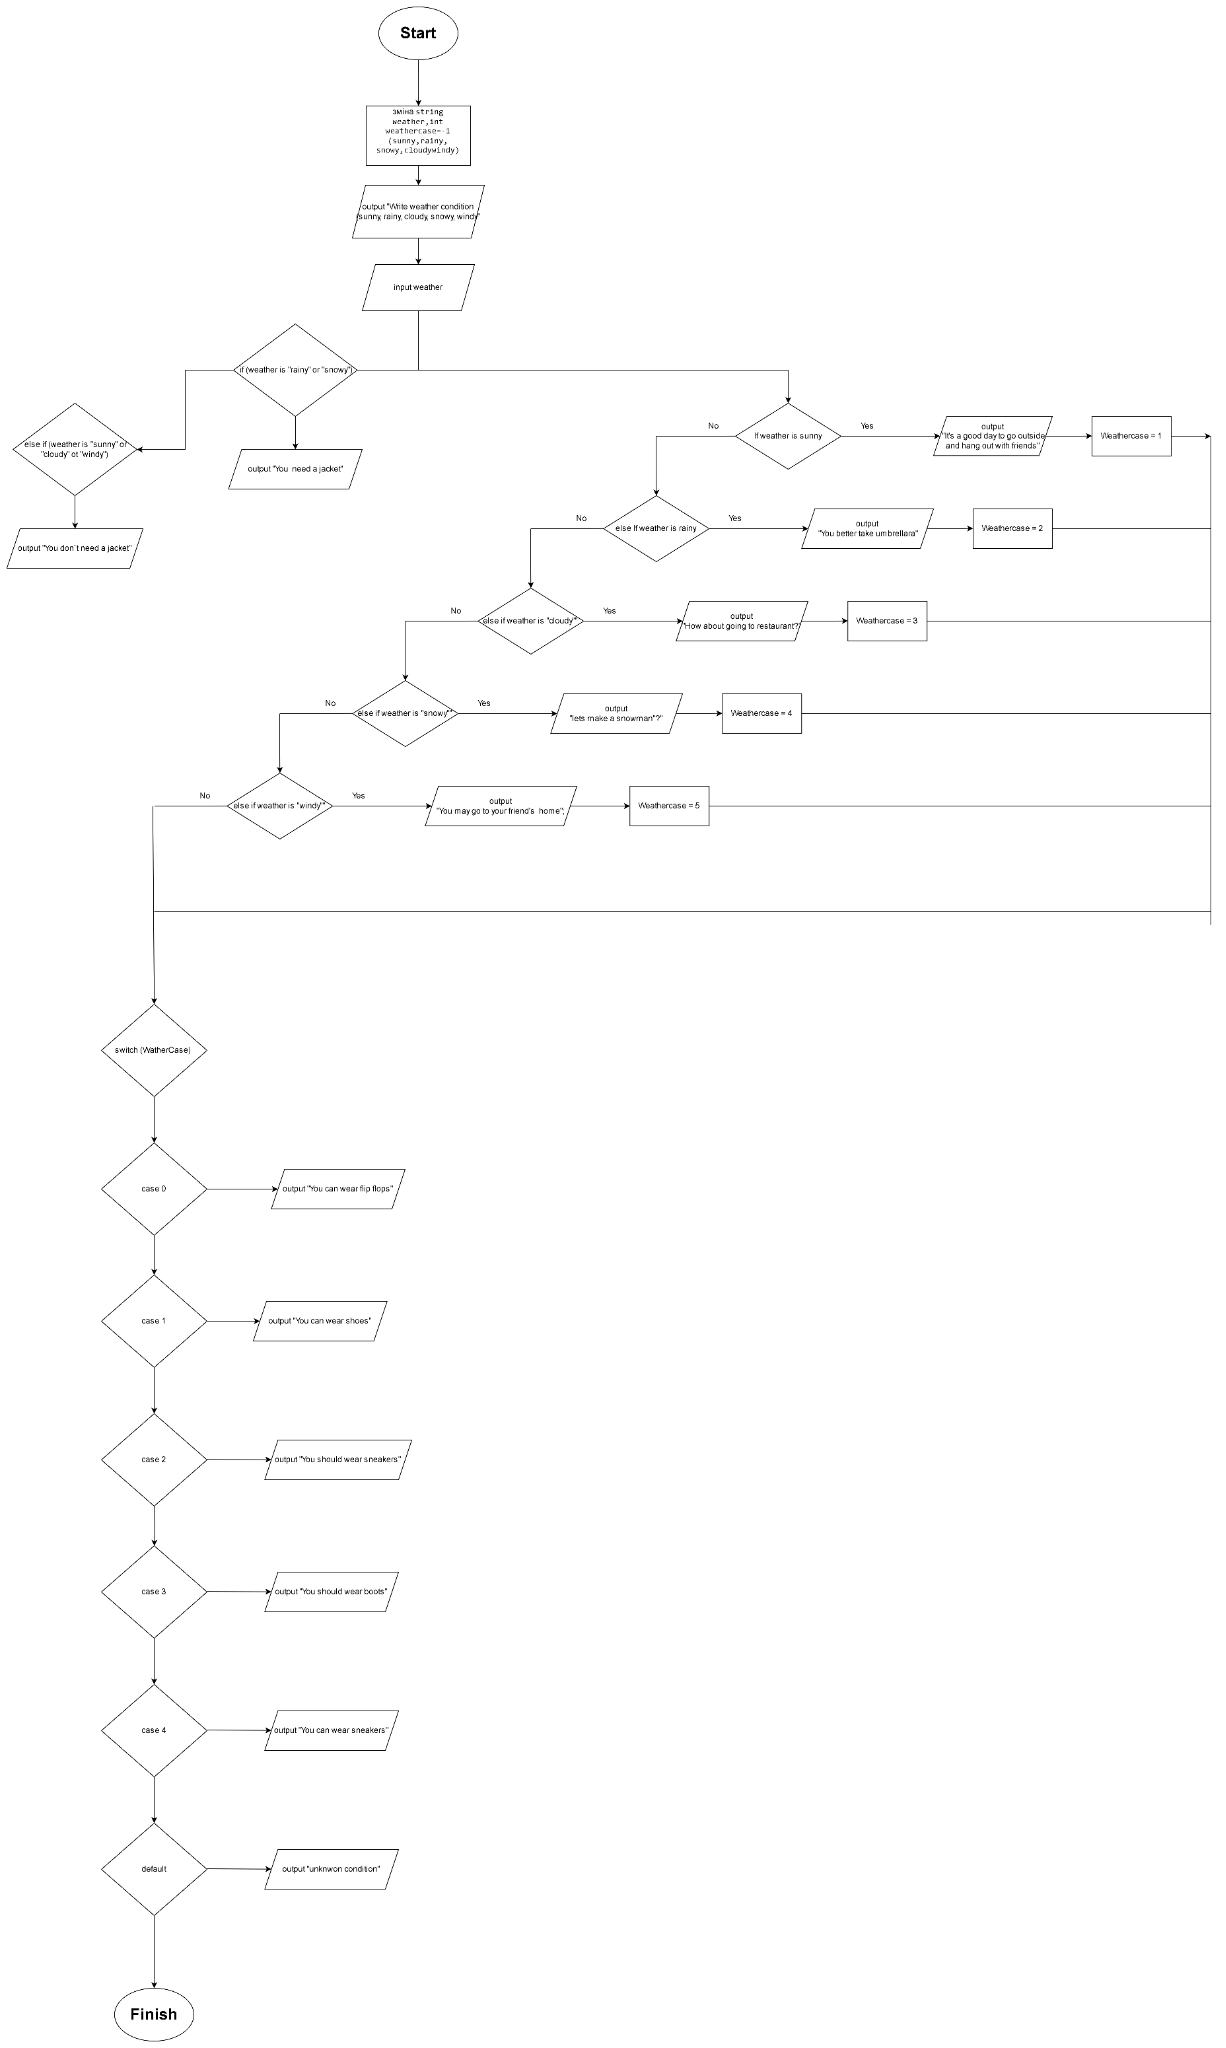 Start
зміна string
weather,int
weathercase=-1
(sunny,rainy,
snowy,cloudywindy)
output "Write weather condition
(sunny, rainy, cloudy, snowy, windy"
input weather
if (weather is "rainy" or "snowy")
else if (weather is "sunny" or
"cloudy" ot "windy")
output "You  need a jacket"
output "You don`t need a jacket"
If weather is sunny
No
Yes
output
"It's a good day to go outside
and hang out with friends"
Weathercase = 1
else If weather is rainy
No
Yes
output
"You better take umbrellara"
Weathercase = 2
else if weather is "cloudy"
No
Yes
output
"How about going to restaurant?"
Weathercase = 3
else if weather is "snowy"
No
Yes
output
"lets make a snowman"?"
Weathercase = 4
else if weather is "windy"
No
Yes
output
"You may go to your friend's  home";
Weathercase = 5
switch (WatherCase)
case 0
output "You can wear flip flops"
case 1
output "You can wear shoes"
case 2
output "You should wear sneakers"
case 3
output "You should wear boots"
case 4
output "You can wear sneakers"
default
output "unknwon condition"
Finish